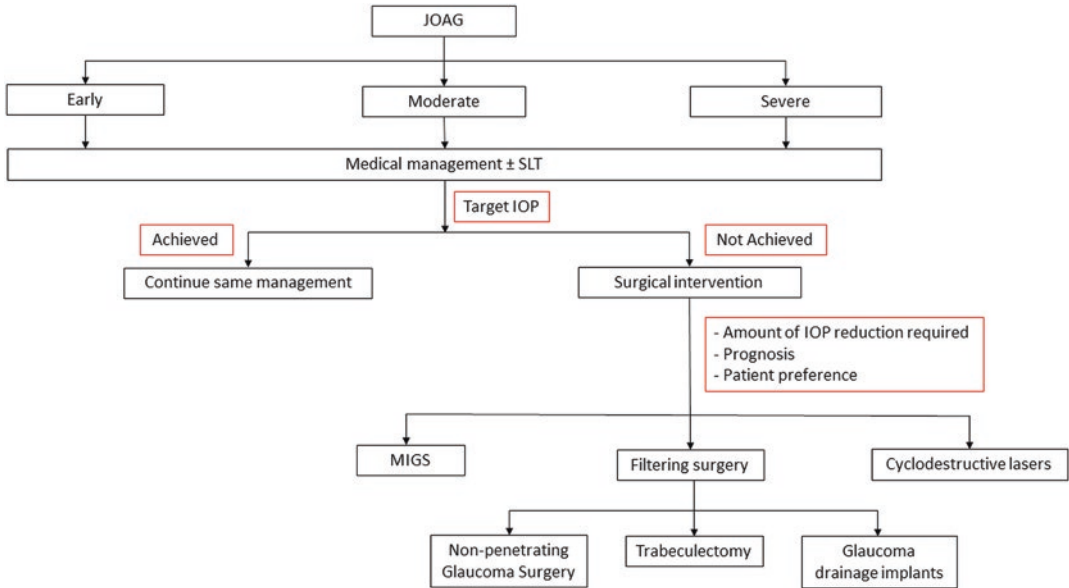 JOAG
Early
Moderate
Severe
Medical management ± SLT
Target IOP
Achieved
Not Achieved
Continue same management
Surgical intervention
- Amount of IOP reduction required
- Prognosis
- Patient preference
MIGS
Filtering surgery
Cyclodestructive lasers
Non-penetrating
Glaucoma Surgery
Trabeculectomy
Glaucoma
drainage implants